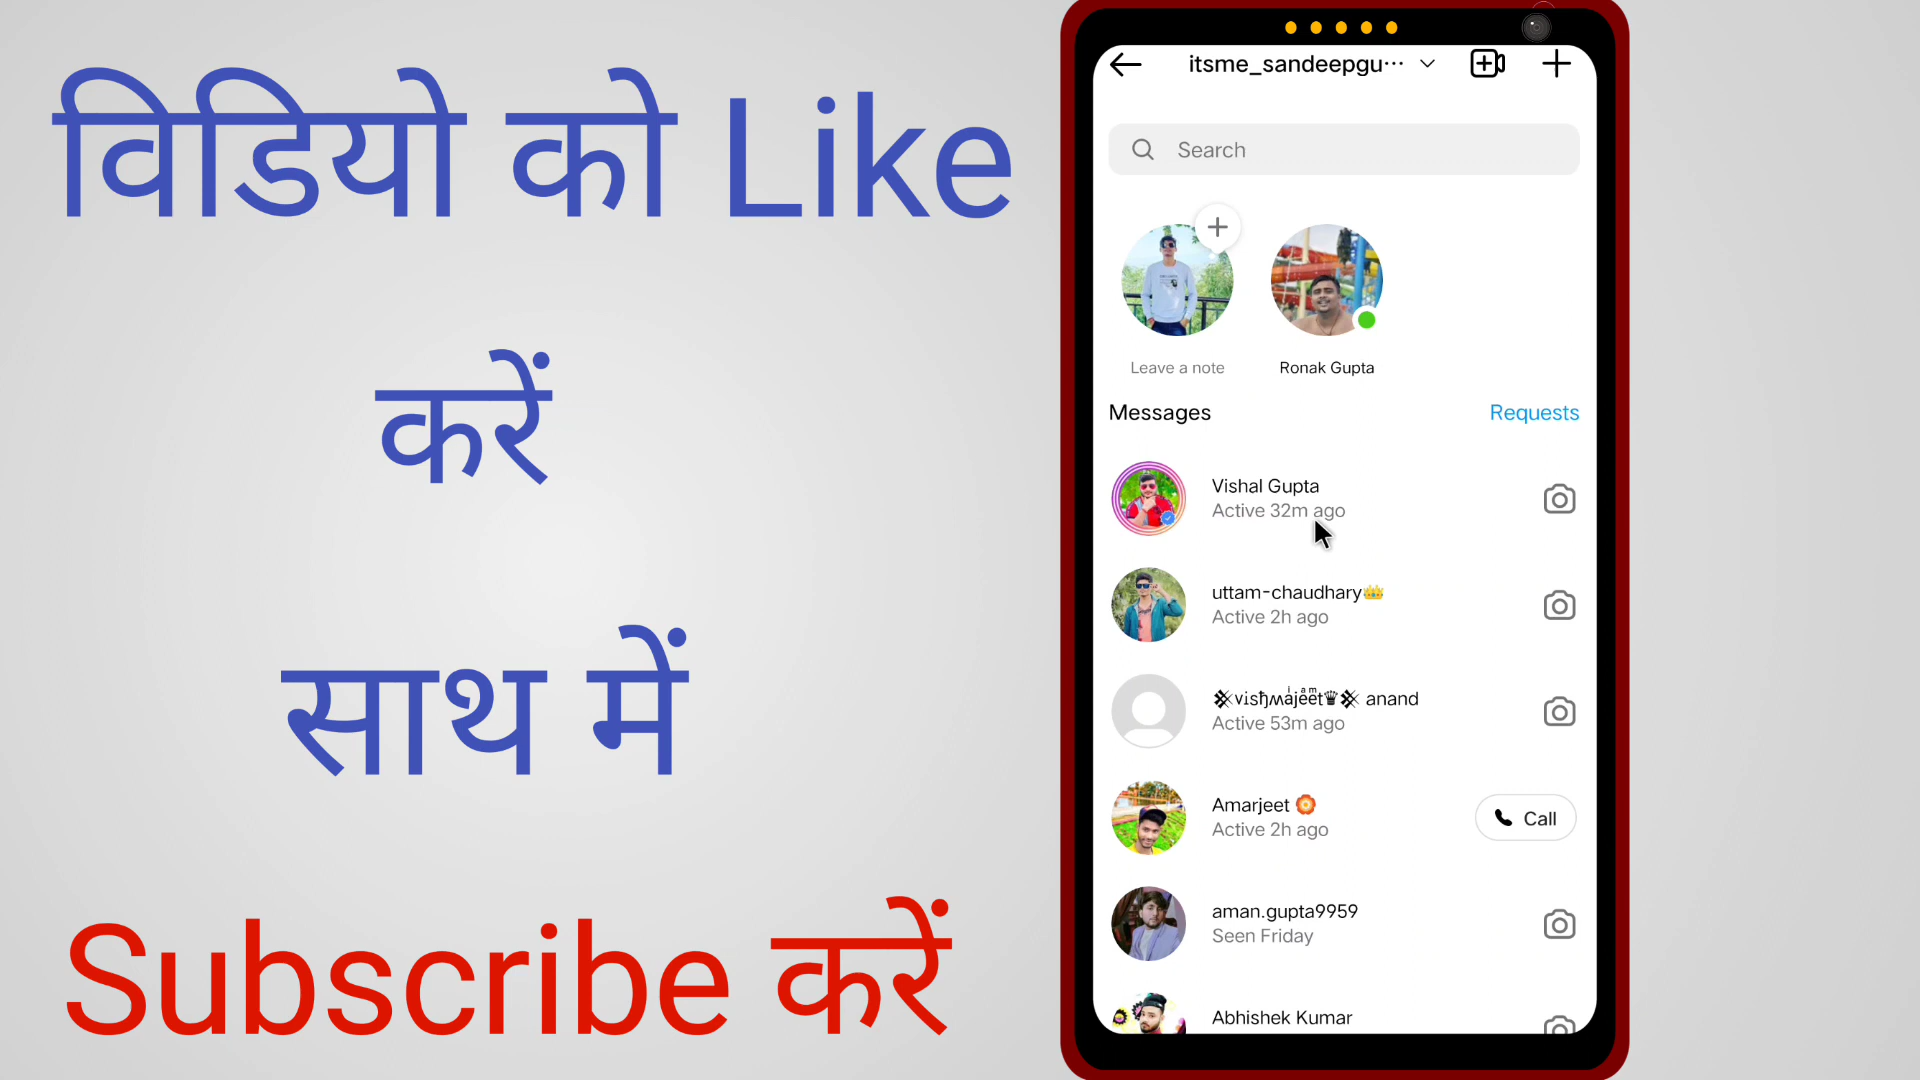 विडियो को Like
करें
साथ में
Subscribe करें
itsme_sandeepgu...
Search
Leave a note
Ronak Gupta
Messages
Requests
Vishal Gupta
Active 32m ago
uttam-chaudhary👑
Active 2h ago
anand
Active 53m ago
Amarjeet
Active 2h ago
Call
aman.gupta9959
Seen Friday
Abhishek Kumar